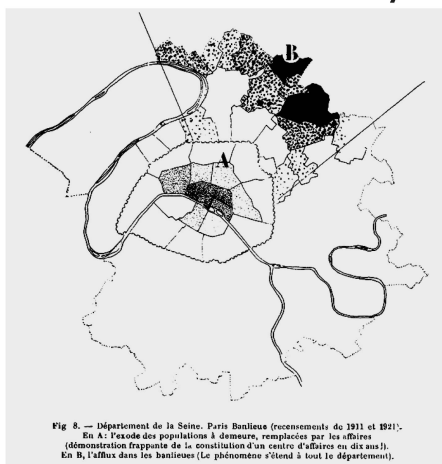 B
A
Fig 8. — Département de la Seine. Paris Banlieue (recensements de 1911 et 1921).
En A : l'exode des populations à demeure, remplacées par les affaires
(démonstration frappante de la constitution d'un centre d'affaires en dix ans!).
En B, l'afflux dans les banlieues (Le phénomène s'étend à tout le département).